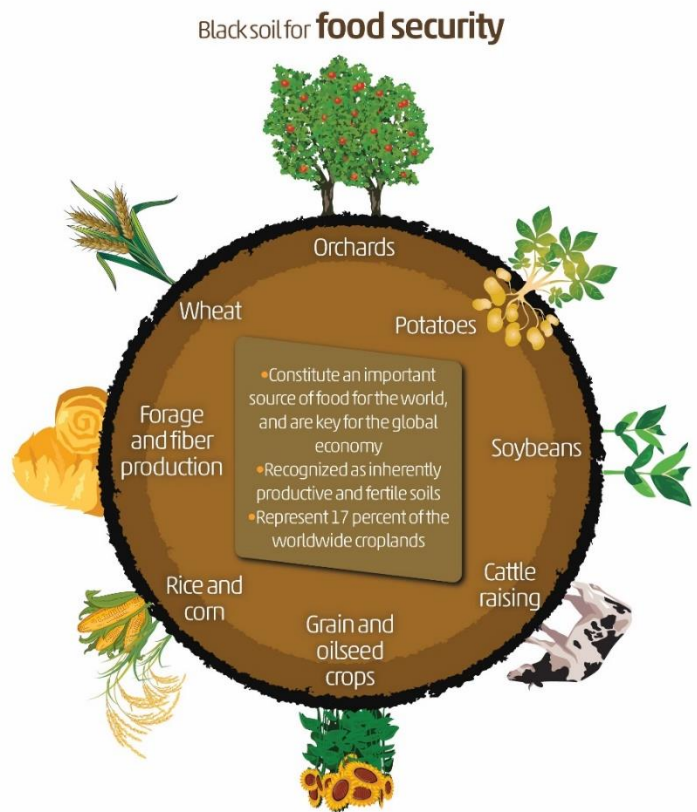 Black soil for food security
Orchards
Wheat
Potatoes
•Constitute an important
source of food for the world,
and are key for the global
economy
•Recognized as inherently
productive and fertile soils
•Represent 17 percent of the
worldwide croplands
Forage
and fiber
production
Soybeans
Rice and
corn
Cattle
raising
Grain and
oilseed
crops